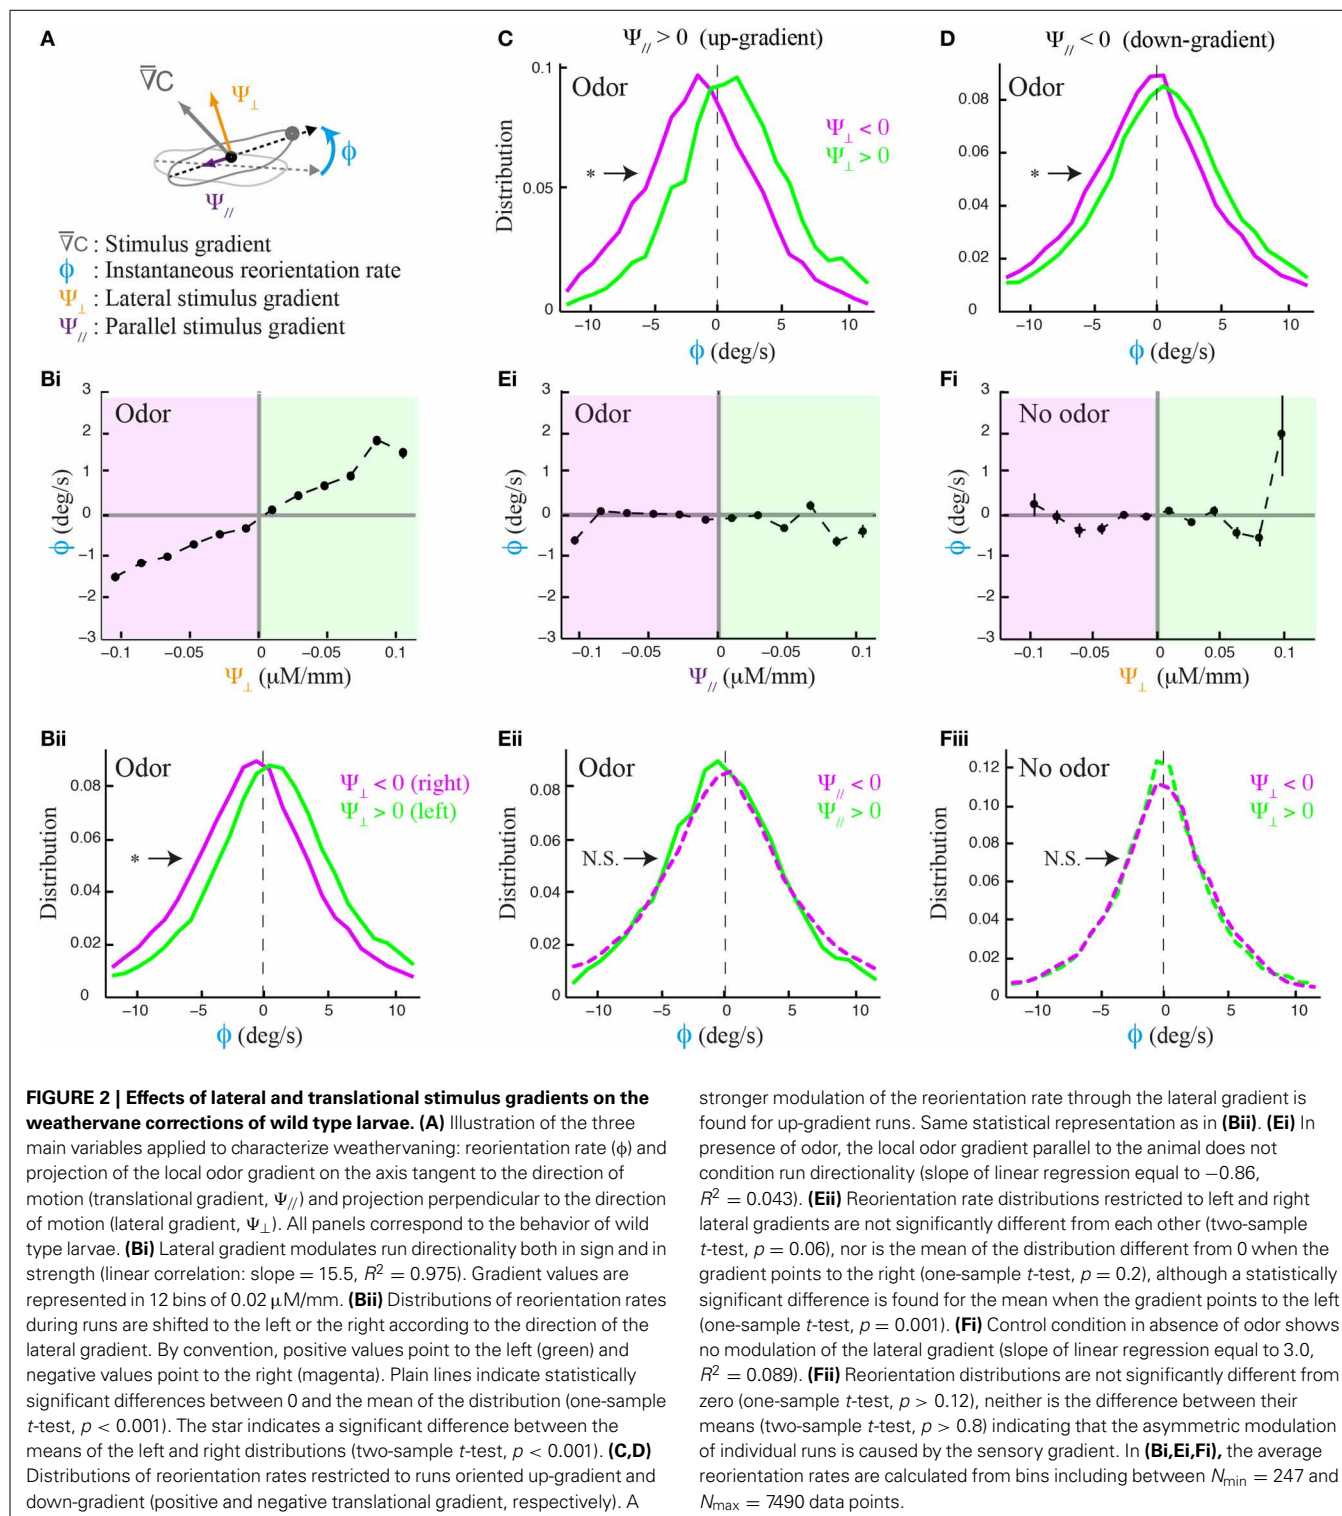 A
∇C
Ψ⊥
ϕ
Ψ//
∇C : Stimulus gradient
ϕ : Instantaneous reorientation rate
Ψ⊥ : Lateral stimulus gradient
Ψ// : Parallel stimulus gradient
C
Ψ// > 0 (up-gradient)
Odor
Ψ⊥ < 0
Ψ⊥ > 0
*
Distribution
0.1
0.05
0
−10 −5 0 5 10
ϕ (deg/s)
D
Ψ// < 0 (down-gradient)
Odor
*
0.08
0.06
0.04
0.02
0
−10 −5 0 5 10
ϕ (deg/s)
Bi
Odor
ϕ (deg/s)
3
2
1
0
−1
−2
−3
−0.1 −0.05 0 0.05 0.1
Ψ⊥ (μM/mm)
Ei
Odor
ϕ (deg/s)
3
2
1
0
−1
−2
−3
−0.1 −0.05 0 0.05 0.1
Ψ// (μM/mm)
Fi
No odor
ϕ (deg/s)
3
2
1
0
−1
−2
−3
−0.1 −0.05 0 0.05 0.1
Ψ⊥ (μM/mm)
Bii
Odor
Ψ⊥ < 0 (right)
Ψ⊥ > 0 (left)
*
Distribution
0.08
0.06
0.04
0.02
0
−10 −5 0 5 10
ϕ (deg/s)
Eii
Odor
Ψ// < 0
Ψ// > 0
N.S.
Distribution
0.08
0.06
0.04
0.02
0
−10 −5 0 5 10
ϕ (deg/s)
Fiii
No odor
Ψ⊥ < 0
Ψ⊥ > 0
N.S.
Distribution
0.12
0.10
0.08
0.06
0.04
0.02
0
−10 −5 0 5 10
ϕ (deg/s)
FIGURE 2 | Effects of lateral and translational stimulus gradients on the
weathervane corrections of wild type larvae. (A) Illustration of the three
main variables applied to characterize weathervaning: reorientation rate (ϕ) and
projection of the local odor gradient on the axis tangent to the direction of
motion (translational gradient, Ψ//) and projection perpendicular to the direction
of motion (lateral gradient, Ψ⊥). All panels correspond to the behavior of wild
type larvae. (Bi) Lateral gradient modulates run directionality both in sign and in
strength (linear correlation: slope = 15.5, R² = 0.975). Gradient values are
represented in 12 bins of 0.02 μM/mm. (Bii) Distributions of reorientation rates
during runs are shifted to the left or the right according to the direction of the
lateral gradient. By convention, positive values point to the left (green) and
negative values point to the right (magenta). Plain lines indicate statistically
significant differences between 0 and the mean of the distribution (one-sample
t-test, p < 0.001). The star indicates a significant difference between the
means of the left and right distributions (two-sample t-test, p < 0.001). (C,D)
Distributions of reorientation rates restricted to runs oriented up-gradient and
down-gradient (positive and negative translational gradient, respectively). A
stronger modulation of the reorientation rate through the lateral gradient is
found for up-gradient runs. Same statistical representation as in (Bii). (Ei) In
presence of odor, the local odor gradient parallel to the animal does not
condition run directionality (slope of linear regression equal to −0.86,
R² = 0.043). (Eii) Reorientation rate distributions restricted to left and right
lateral gradients are not significantly different from each other (two-sample
t-test, p = 0.06), nor is the mean of the distribution different from 0 when the
gradient points to the right (one-sample t-test, p = 0.2), although a statistically
significant difference is found for the mean when the gradient points to the left
(one-sample t-test, p = 0.001). (Fi) Control condition in absence of odor shows
no modulation of the lateral gradient (slope of linear regression equal to 3.0,
R² = 0.089). (Fii) Reorientation distributions are not significantly different from
zero (one-sample t-test, p > 0.12), neither is the difference between their
means (two-sample t-test, p > 0.8) indicating that the asymmetric modulation
of individual runs is caused by the sensory gradient. In (Bi,Ei,Fi), the average
reorientation rates are calculated from bins including between Nmin = 247 and
Nmax = 7490 data points.